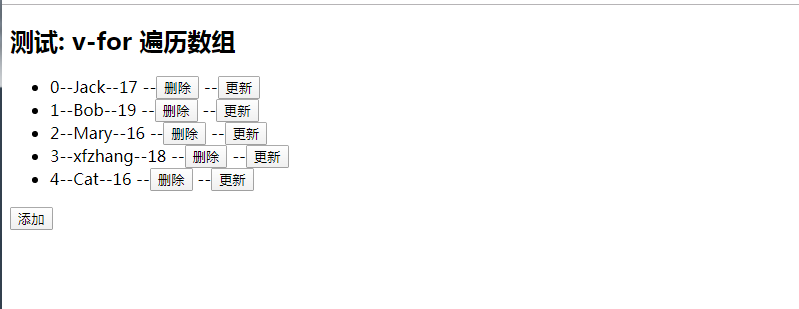 测试: v-for 遍历数组
0--Jack--17 --删除 --更新
1--Bob--19 --删除 --更新
2--Mary--16 --删除 --更新
3--xfzhang--18 --删除 --更新
4--Cat--16 --删除 --更新
添加